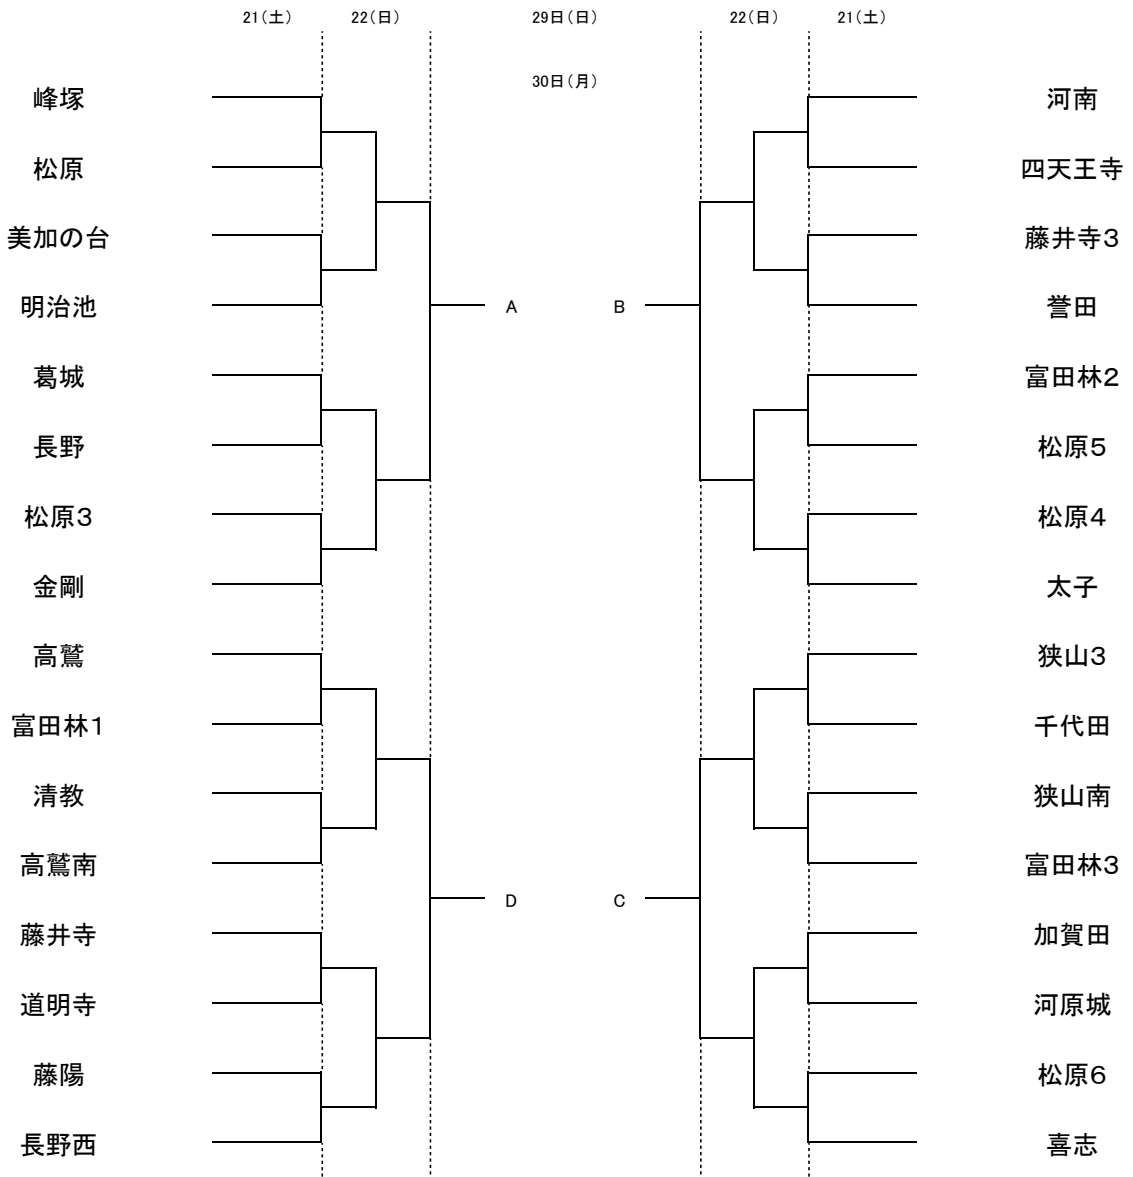 21(土) 22(日) 29日(日) 22(日) 21(土)
30日(月)
峰塚 河南
松原 四天王寺
美加の台 藤井寺3
明治池 A B 誉田
葛城 富田林2
長野 松原5
松原3 松原4
金剛 太子
高鷲 狭山3
富田林1 千代田
清教 狭山南
高鷲南 富田林3
D C
藤井寺 加賀田
道明寺 河原城
藤陽 松原6
長野西 喜志